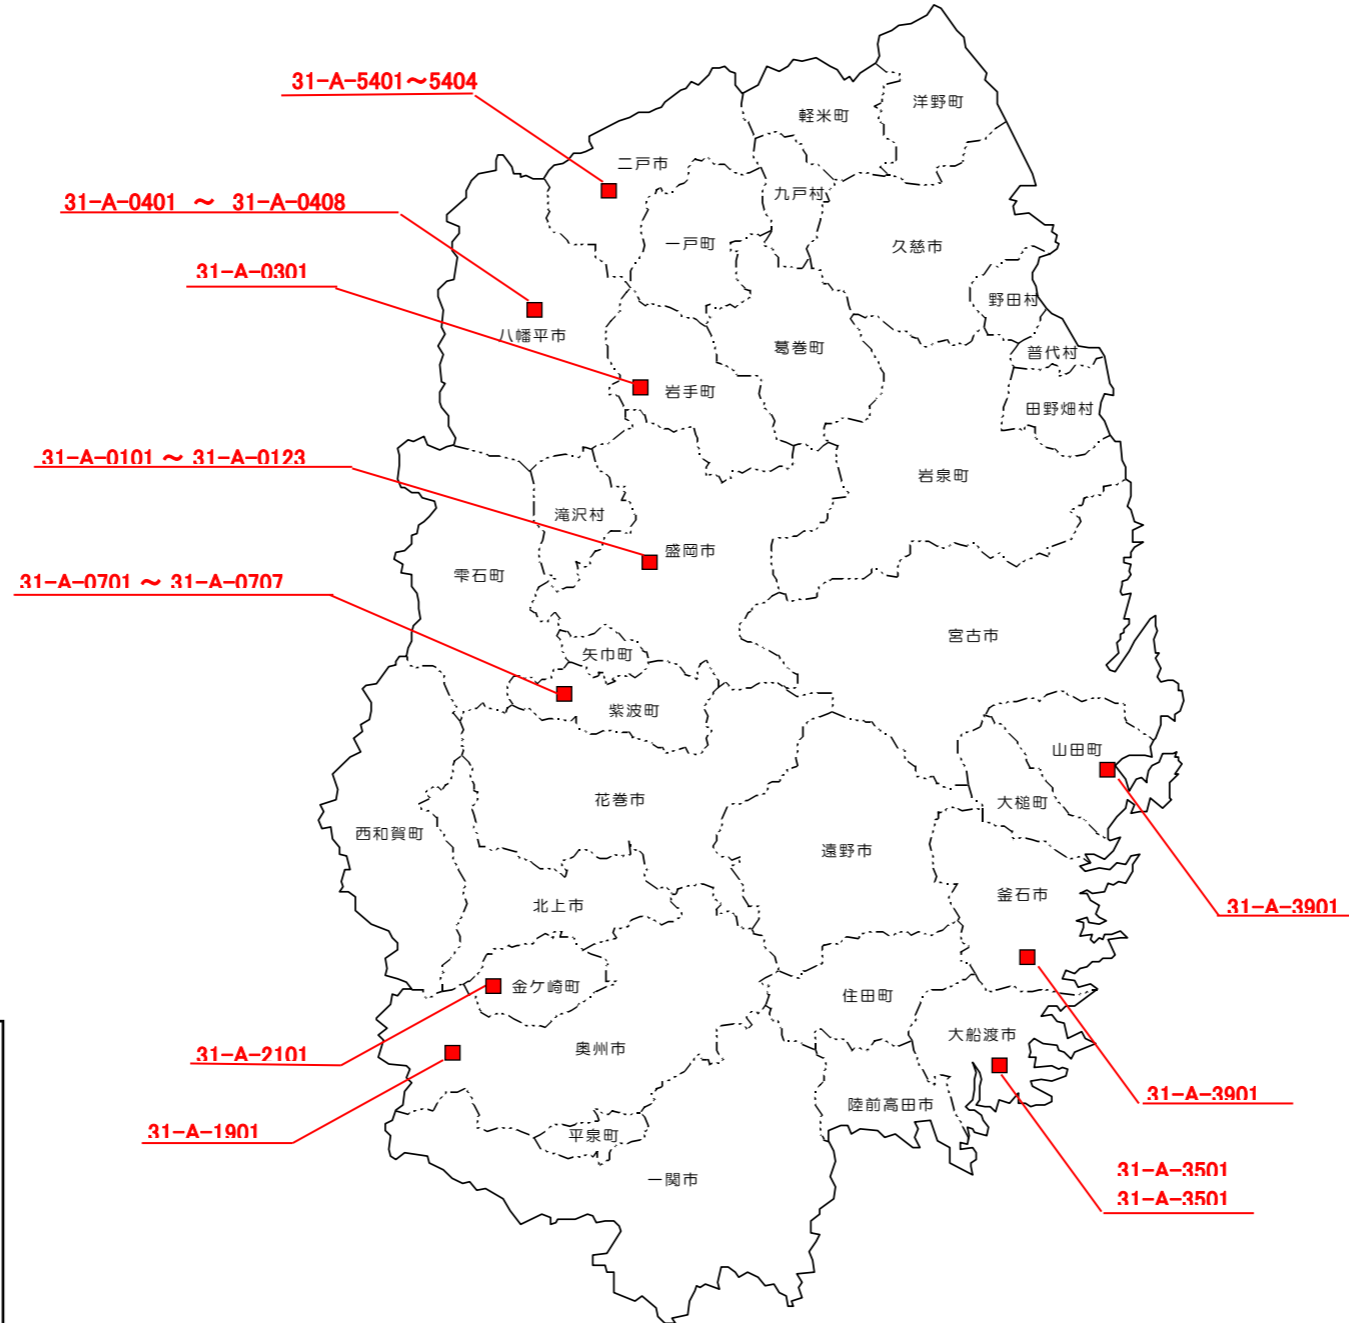 31-A-5401～5404
洋野町
軽米町
二戸市
九戸村
31-A-0401 ～ 31-A-0408
一戸町
久慈市
31-A-0301
野田村
八幡平市
葛巻町
普代村
岩手町
田野畑村
31-A-0101 ～ 31-A-0123
岩泉町
滝沢村
盛岡市
31-A-0701 ～ 31-A-0707
雫石町
宮古市
矢巾町
紫波町
山田町
花巻市
大槌町
西和賀町
遠野市
釜石市
北上市
31-A-3901
金ケ崎町
住田町
大船渡市
奥州市
31-A-2101
31-A-3901
陸前高田市
31-A-1901
平泉町
31-A-3501
一関市
31-A-3501